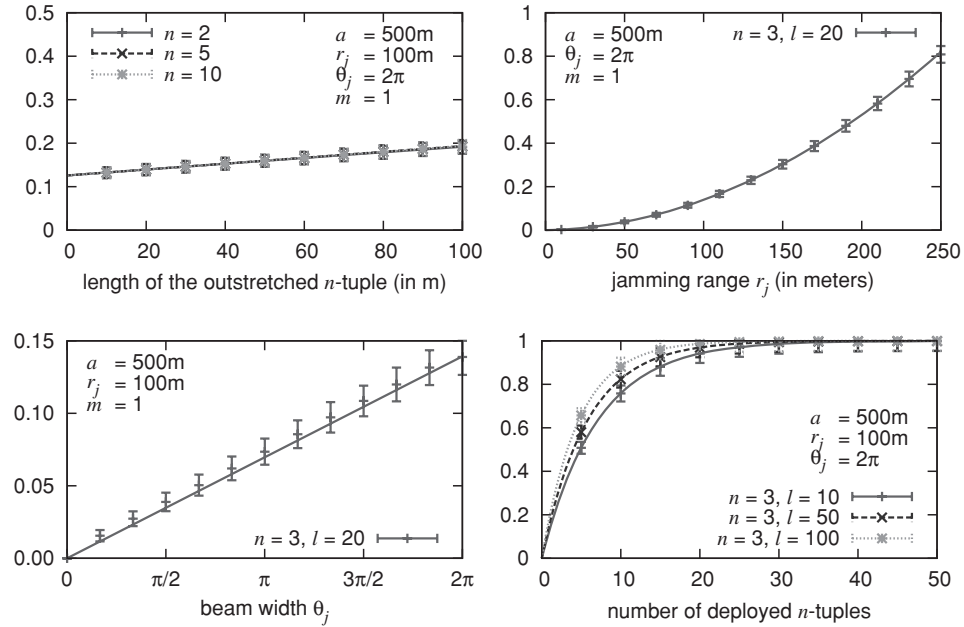 0.5
0.4
0.3
0.2
0.1
0
n = 2
n = 5
n = 10
a = 500m
r_j = 100m
θ_j = 2π
m = 1
0 20 40 60 80 100
length of the outstretched n-tuple (in m)
1
0.8
0.6
0.4
0.2
0
a = 500m
θ_j = 2π
m = 1
n = 3, l = 20
0 50 100 150 200 250
jamming range r_j (in meters)
0.15
0.10
0.05
0.00
a = 500m
r_j = 100m
m = 1
n = 3, l = 20
0 π/2 π 3π/2 2π
beam width θ_j
1
0.8
0.6
0.4
0.2
0
a = 500m
r_j = 100m
θ_j = 2π
n = 3, l = 10
n = 3, l = 50
n = 3, l = 100
0 10 20 30 40 50
number of deployed n-tuples